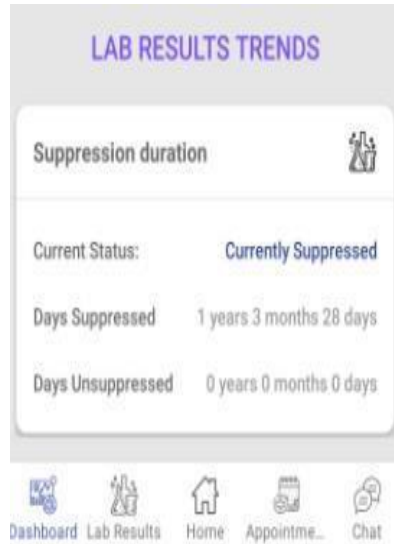 LAB RESULTS TRENDS
Suppression duration
Current Status: Currently Suppressed
Days Suppressed 1 years 3 months 28 days
Days Unsuppressed 0 years 0 months 0 days
Dashboard Lab Results Home Appointme... Chat